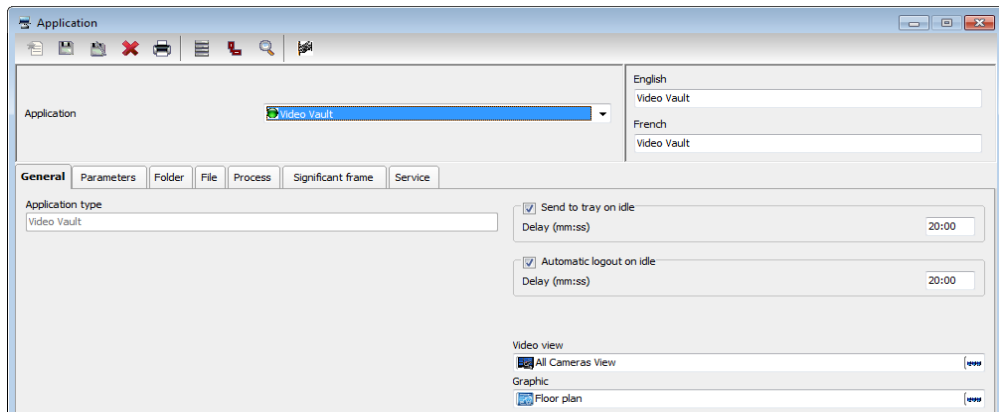 Application
English
Video Vault
Application
Video Vault
French
Video Vault
General Parameters Folder File Process Significant frame Service
Application type
Video Vault
Send to tray on idle
Delay (mm:ss) 20:00
Automatic logout on idle
Delay (mm:ss) 20:00
Video view
All Cameras View
Graphic
Floor plan